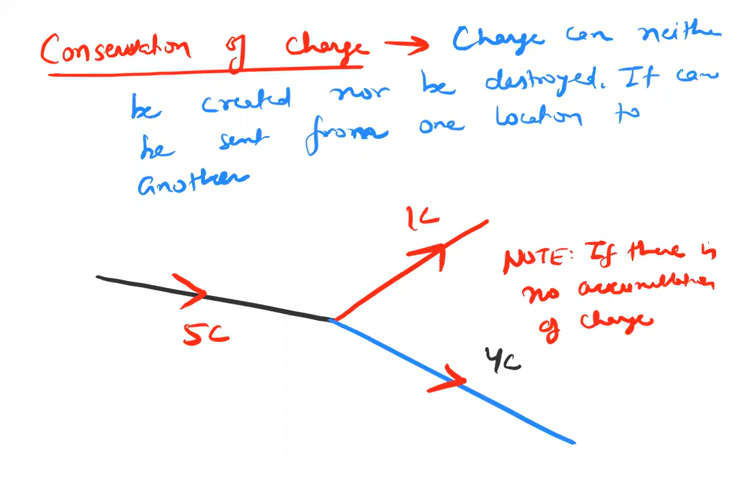 Conservation of charge → Charge can neithe
be created nor be destroyed. It can
be sent from one location to
another
1C
NOTE: If there is
no accumulation
of charge
5C
4C